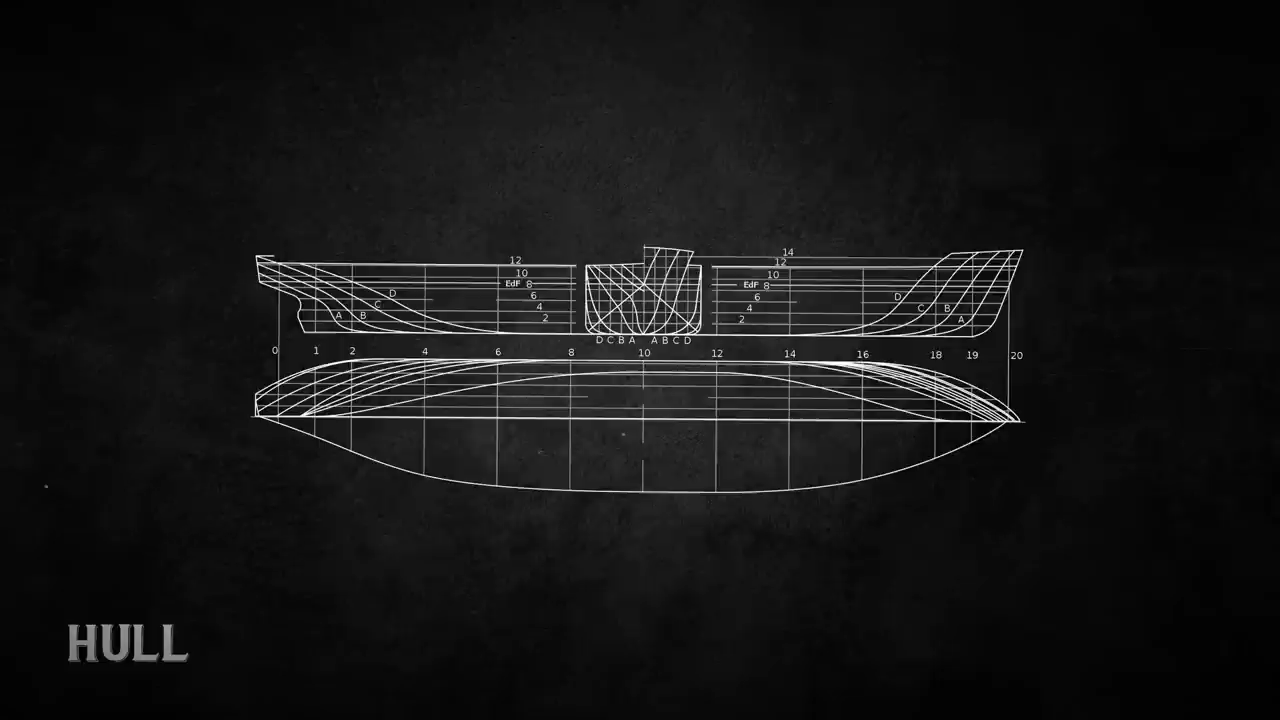 14
12 12
10 10
EdF 8 EdF 8
D 6 6 D
C 4 4 C B
A B 2 2 A
D C B A A B C D
0 1 2 4 6 8 10 12 14 16 18 19 20
HULL